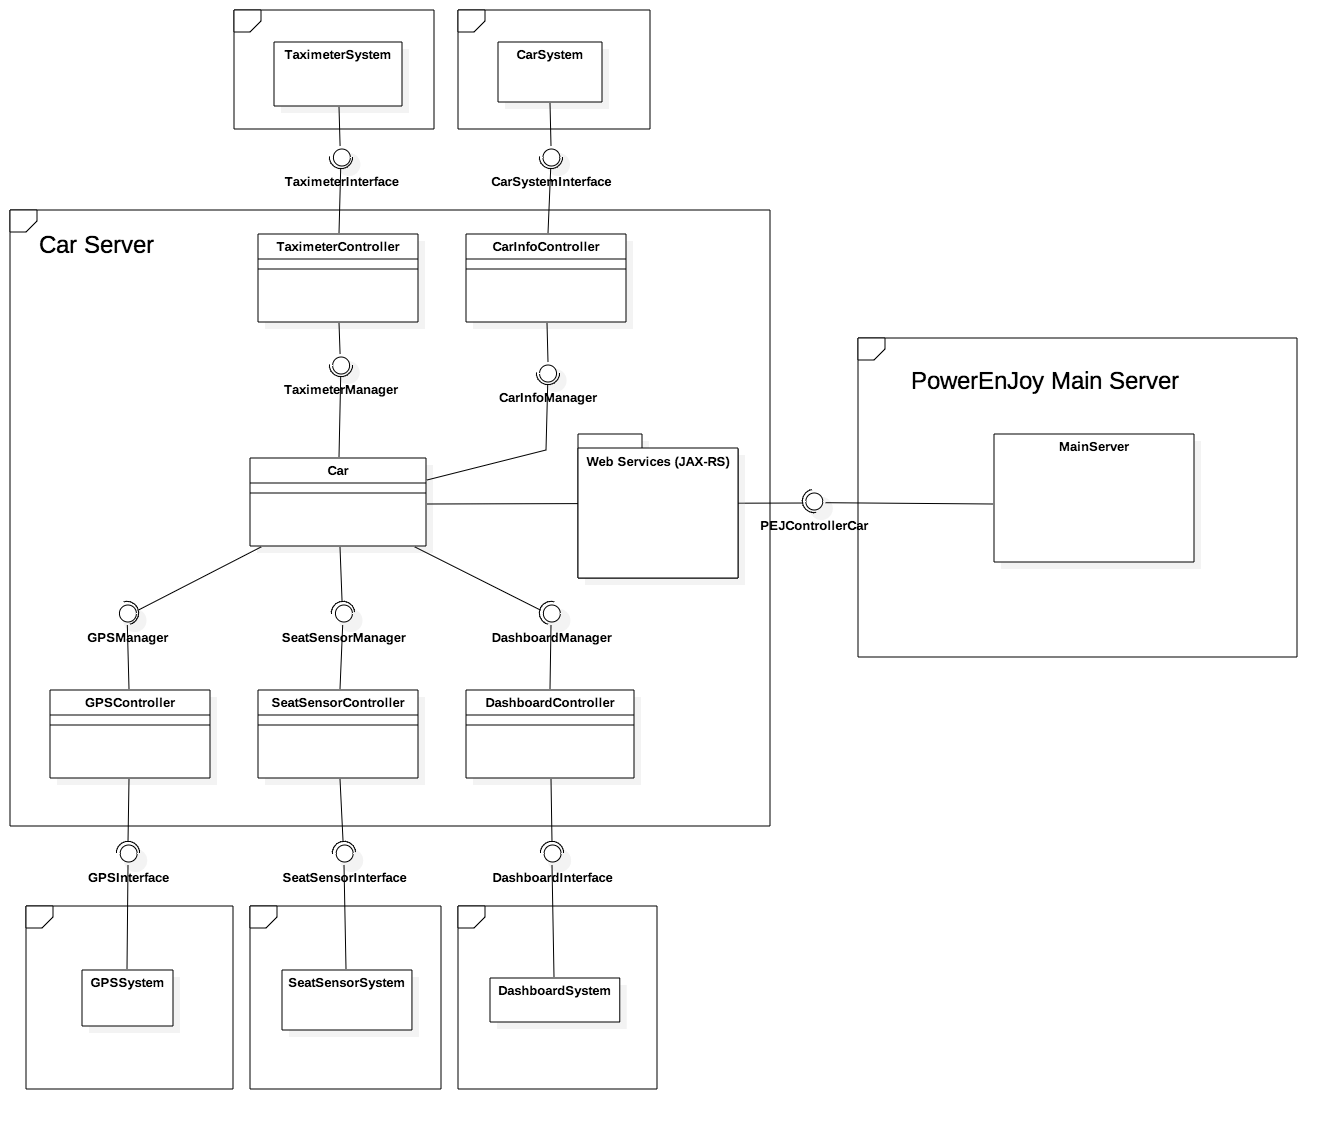 TaximeterSystem
CarSystem
TaximeterInterface
CarSystemInterface
Car Server
TaximeterController
CarInfoController
TaximeterManager
CarInfoManager
PowerEnJoy Main Server
MainServer
Car
Web Services (JAX-RS)
PEJControllerCar
GPSManager
SeatSensorManager
DashboardManager
GPSController
SeatSensorController
DashboardController
GPSInterface
SeatSensorInterface
DashboardInterface
GPSSystem
SeatSensorSystem
DashboardSystem